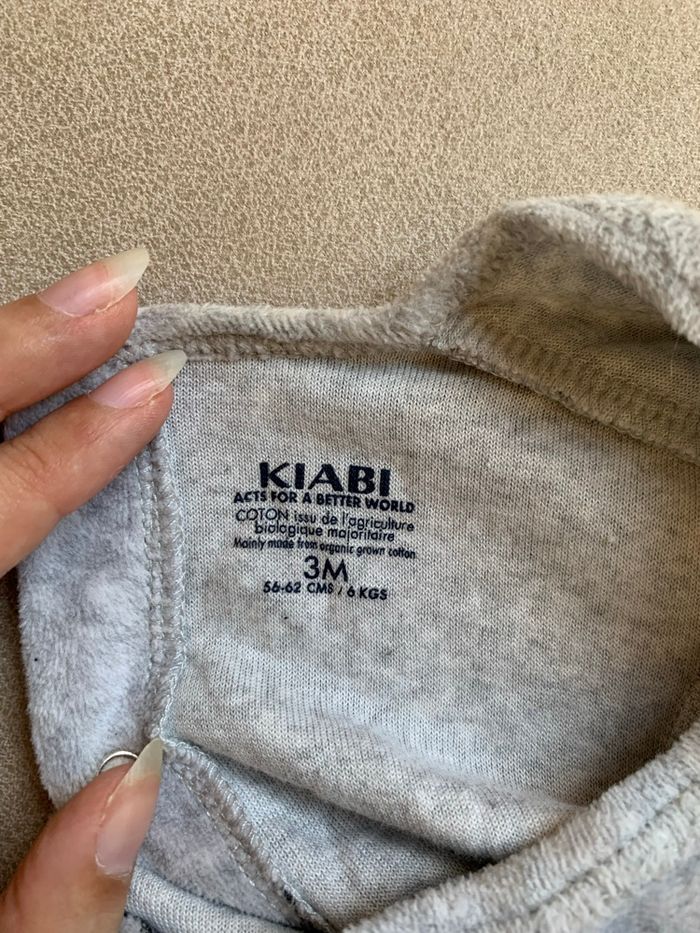 KIABI
ACTS FOR A BETTER WORLD
COTON issu de l'agriculture
biologique majoritaire
Mainly made from organic grown cotton
3M
56-62 CMS / 6 KGS